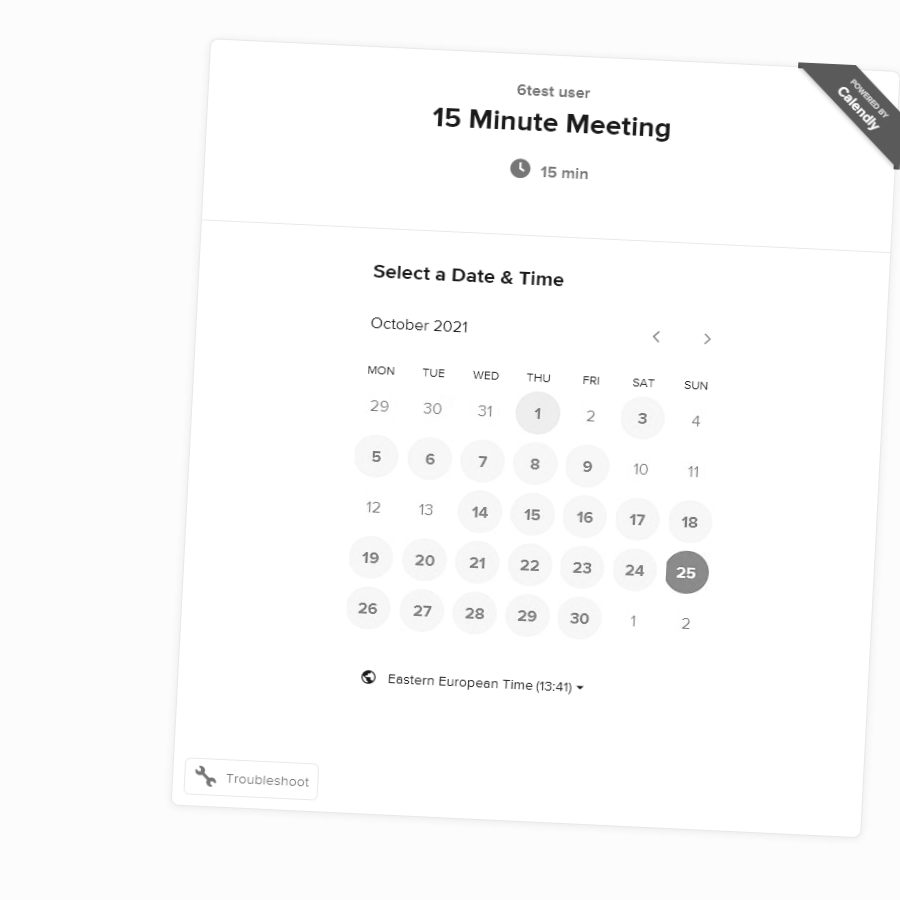 6test user
15 Minute Meeting
15 min
POWERED BY
Calendly
Select a Date & Time
October 2021
MON TUE WED THU FRI SAT SUN
29 30 31 1 2 3 4
5 6 7 8 9 10 11
12 13 14 15 16 17 18
19 20 21 22 23 24 25
26 27 28 29 30 1 2
Eastern European Time (13:41)
Troubleshoot